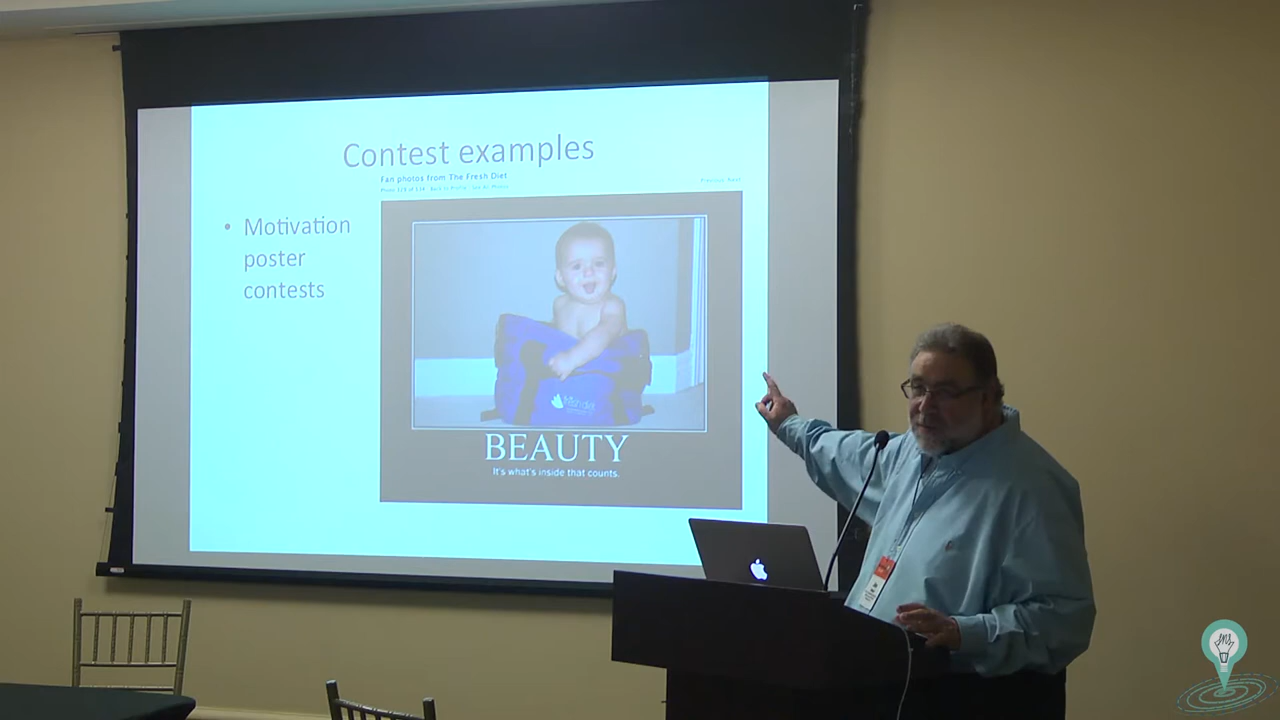 Contest examples
Fan photos from The Fresh Diet
• Motivation
poster
contests
BEAUTY
It's what's inside that counts.